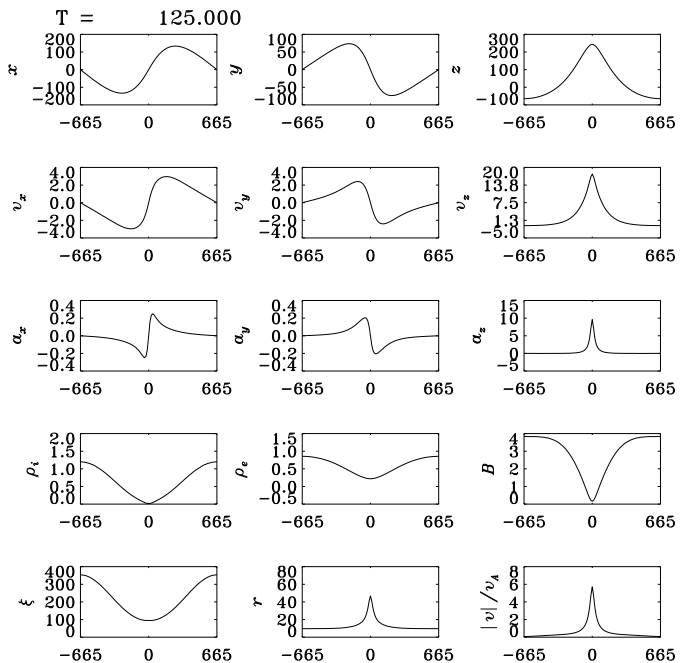 T = 125.000
x
200
100
0
−100
−200
−665 0 665
y
100
50
0
−50
−100
−665 0 665
z
300
200
100
0
−100
−665 0 665
v_x
4.0
2.0
0.0
−2.0
−4.0
−665 0 665
v_y
4.0
2.0
0.0
−2.0
−4.0
−665 0 665
v_z
20.0
13.8
7.5
1.3
−5.0
−665 0 665
a_x
0.4
0.2
0.0
−0.2
−0.4
−665 0 665
a_y
0.4
0.2
0.0
−0.2
−0.4
−665 0 665
a_z
15
10
5
0
−5
−665 0 665
ρ_i
2.0
1.5
1.0
0.5
0.0
−665 0 665
ρ_e
1.5
1.0
0.5
0.0
−0.5
−665 0 665
B
4
3
2
1
0
−665 0 665
ξ
400
300
200
100
−665 0 665
r
80
60
40
20
0
−665 0 665
|v|/v_A
8
6
4
2
0
−665 0 665